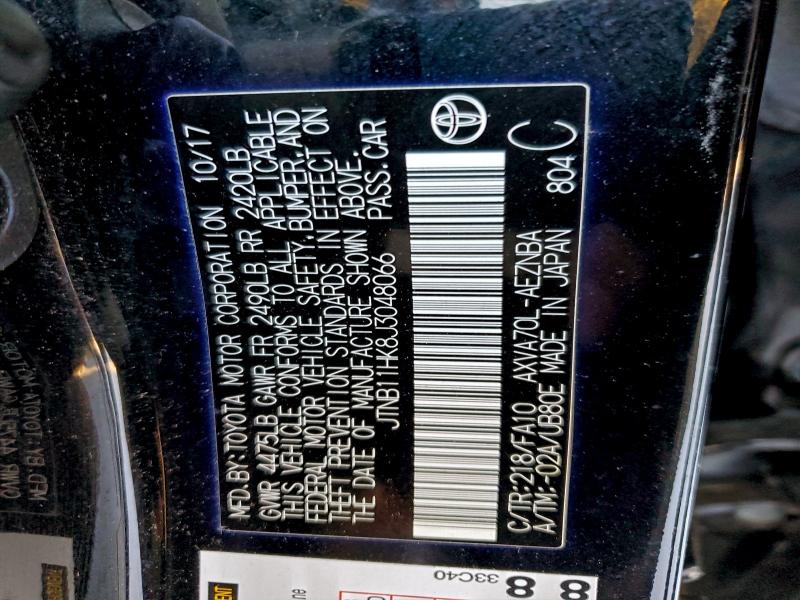 MFD.BY:TOYOTA MOTOR CORPORATION 10/17
GVWR 4475LB GAWR FR 2490LB RR 2420LB
THIS VEHICLE CONFORMS TO ALL APPLICABLE
FEDERAL MOTOR VEHICLE SAFETY, BUMPER, AND
THEFT PREVENTION STANDARDS IN EFFECT ON
THE DATE OF MANUFACTURE SHOWN ABOVE.
JTNB11HK8J3048066 PASS.CAR
C/TR:218/FA10 AXVA70L-AEZNBA
A/TM:-02A/UB80E MADE IN JAPAN 804 C
33C40
8
8